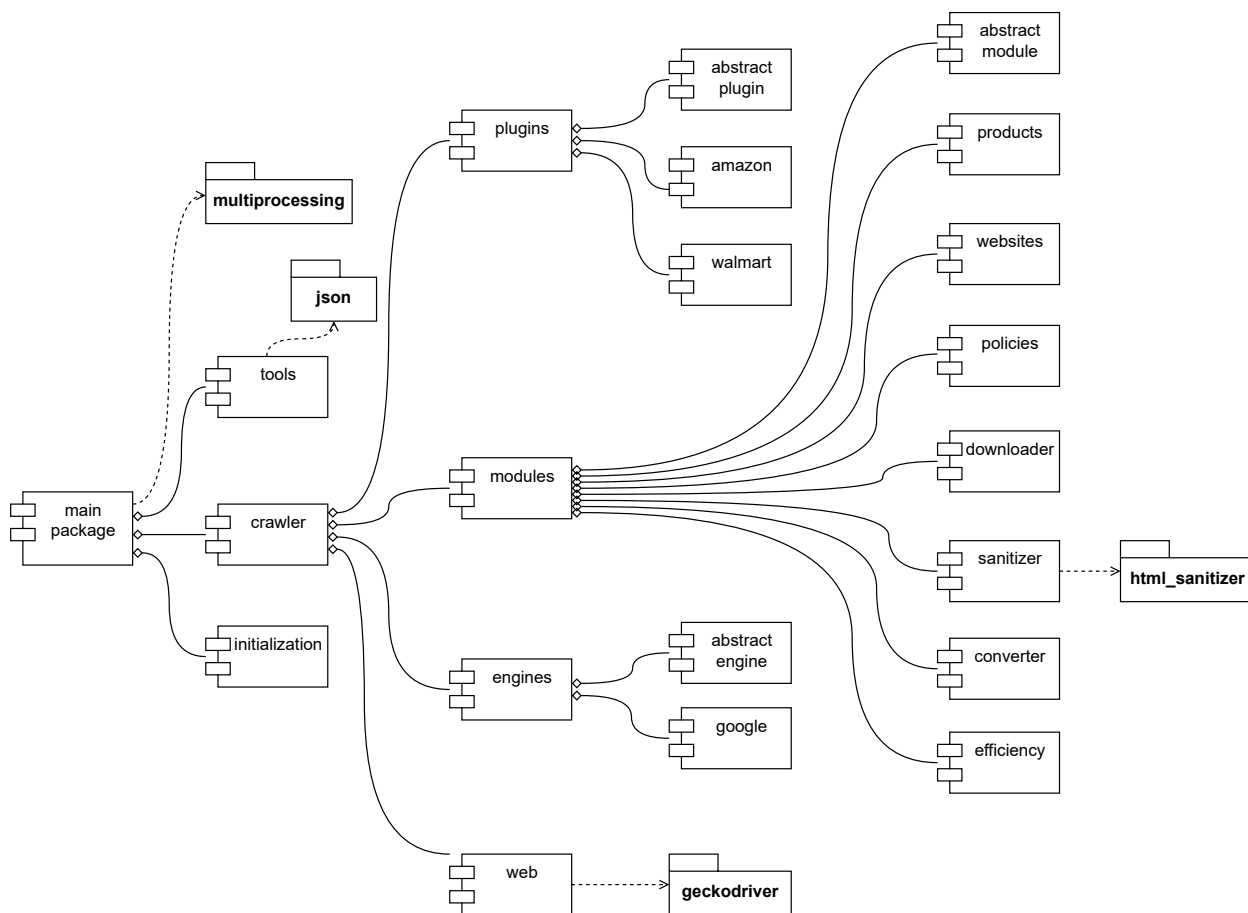 abstract
module
abstract
plugin
plugins
products
amazon
multiprocessing
websites
walmart
json
policies
tools
downloader
modules
main
package
crawler
sanitizer
html_sanitizer
initialization
abstract
engine
converter
engines
google
efficiency
web
geckodriver